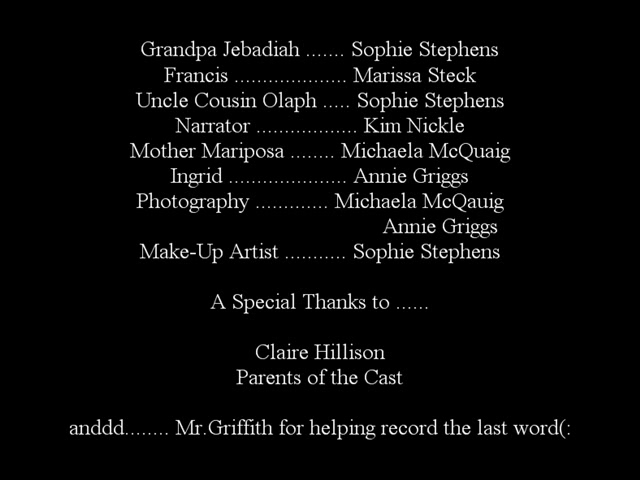 Grandpa Jebadiah ....... Sophie Stephens
Francis .................... Marissa Steck
Uncle Cousin Olaph ..... Sophie Stephens
Narrator .................. Kim Nickle
Mother Mariposa ........ Michaela McQuaig
Ingrid ..................... Annie Griggs
Photography ............. Michaela McQauig
Annie Griggs
Make-Up Artist ........... Sophie Stephens
A Special Thanks to ......
Claire Hillison
Parents of the Cast
anddd........ Mr.Griffith for helping record the last word(: